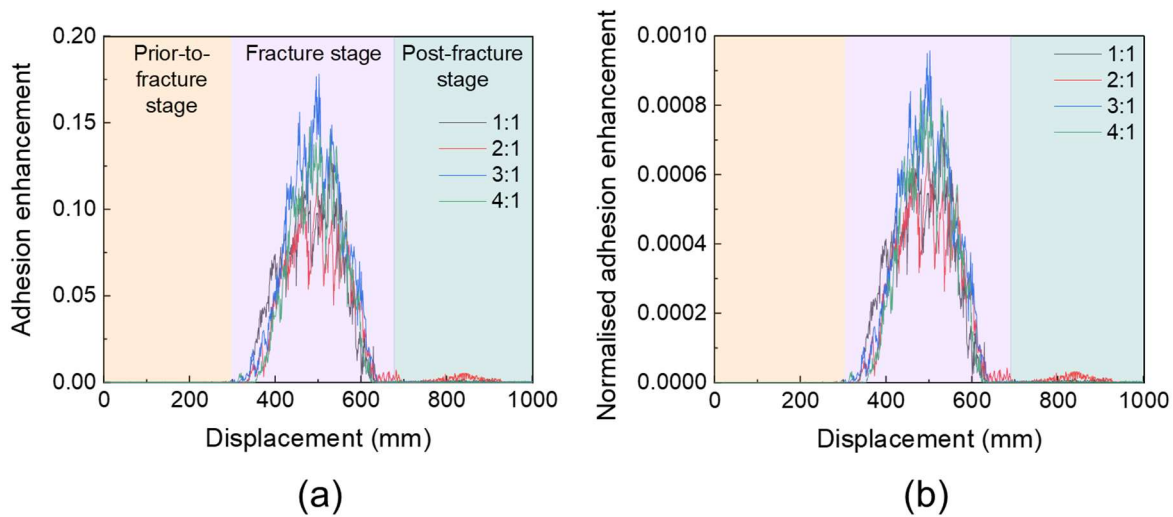 Adhesion enhancement
0.20
0.15
0.10
0.05
0.00
Prior-to-
fracture
stage
Fracture stage
Post-fracture
stage
1:1
2:1
3:1
4:1
0
200
400
600
800
1000
Displacement (mm)
(a)
Normalised adhesion enhancement
0.0010
0.0008
0.0006
0.0004
0.0002
0.0000
1:1
2:1
3:1
4:1
0
200
400
600
800
1000
Displacement (mm)
(b)